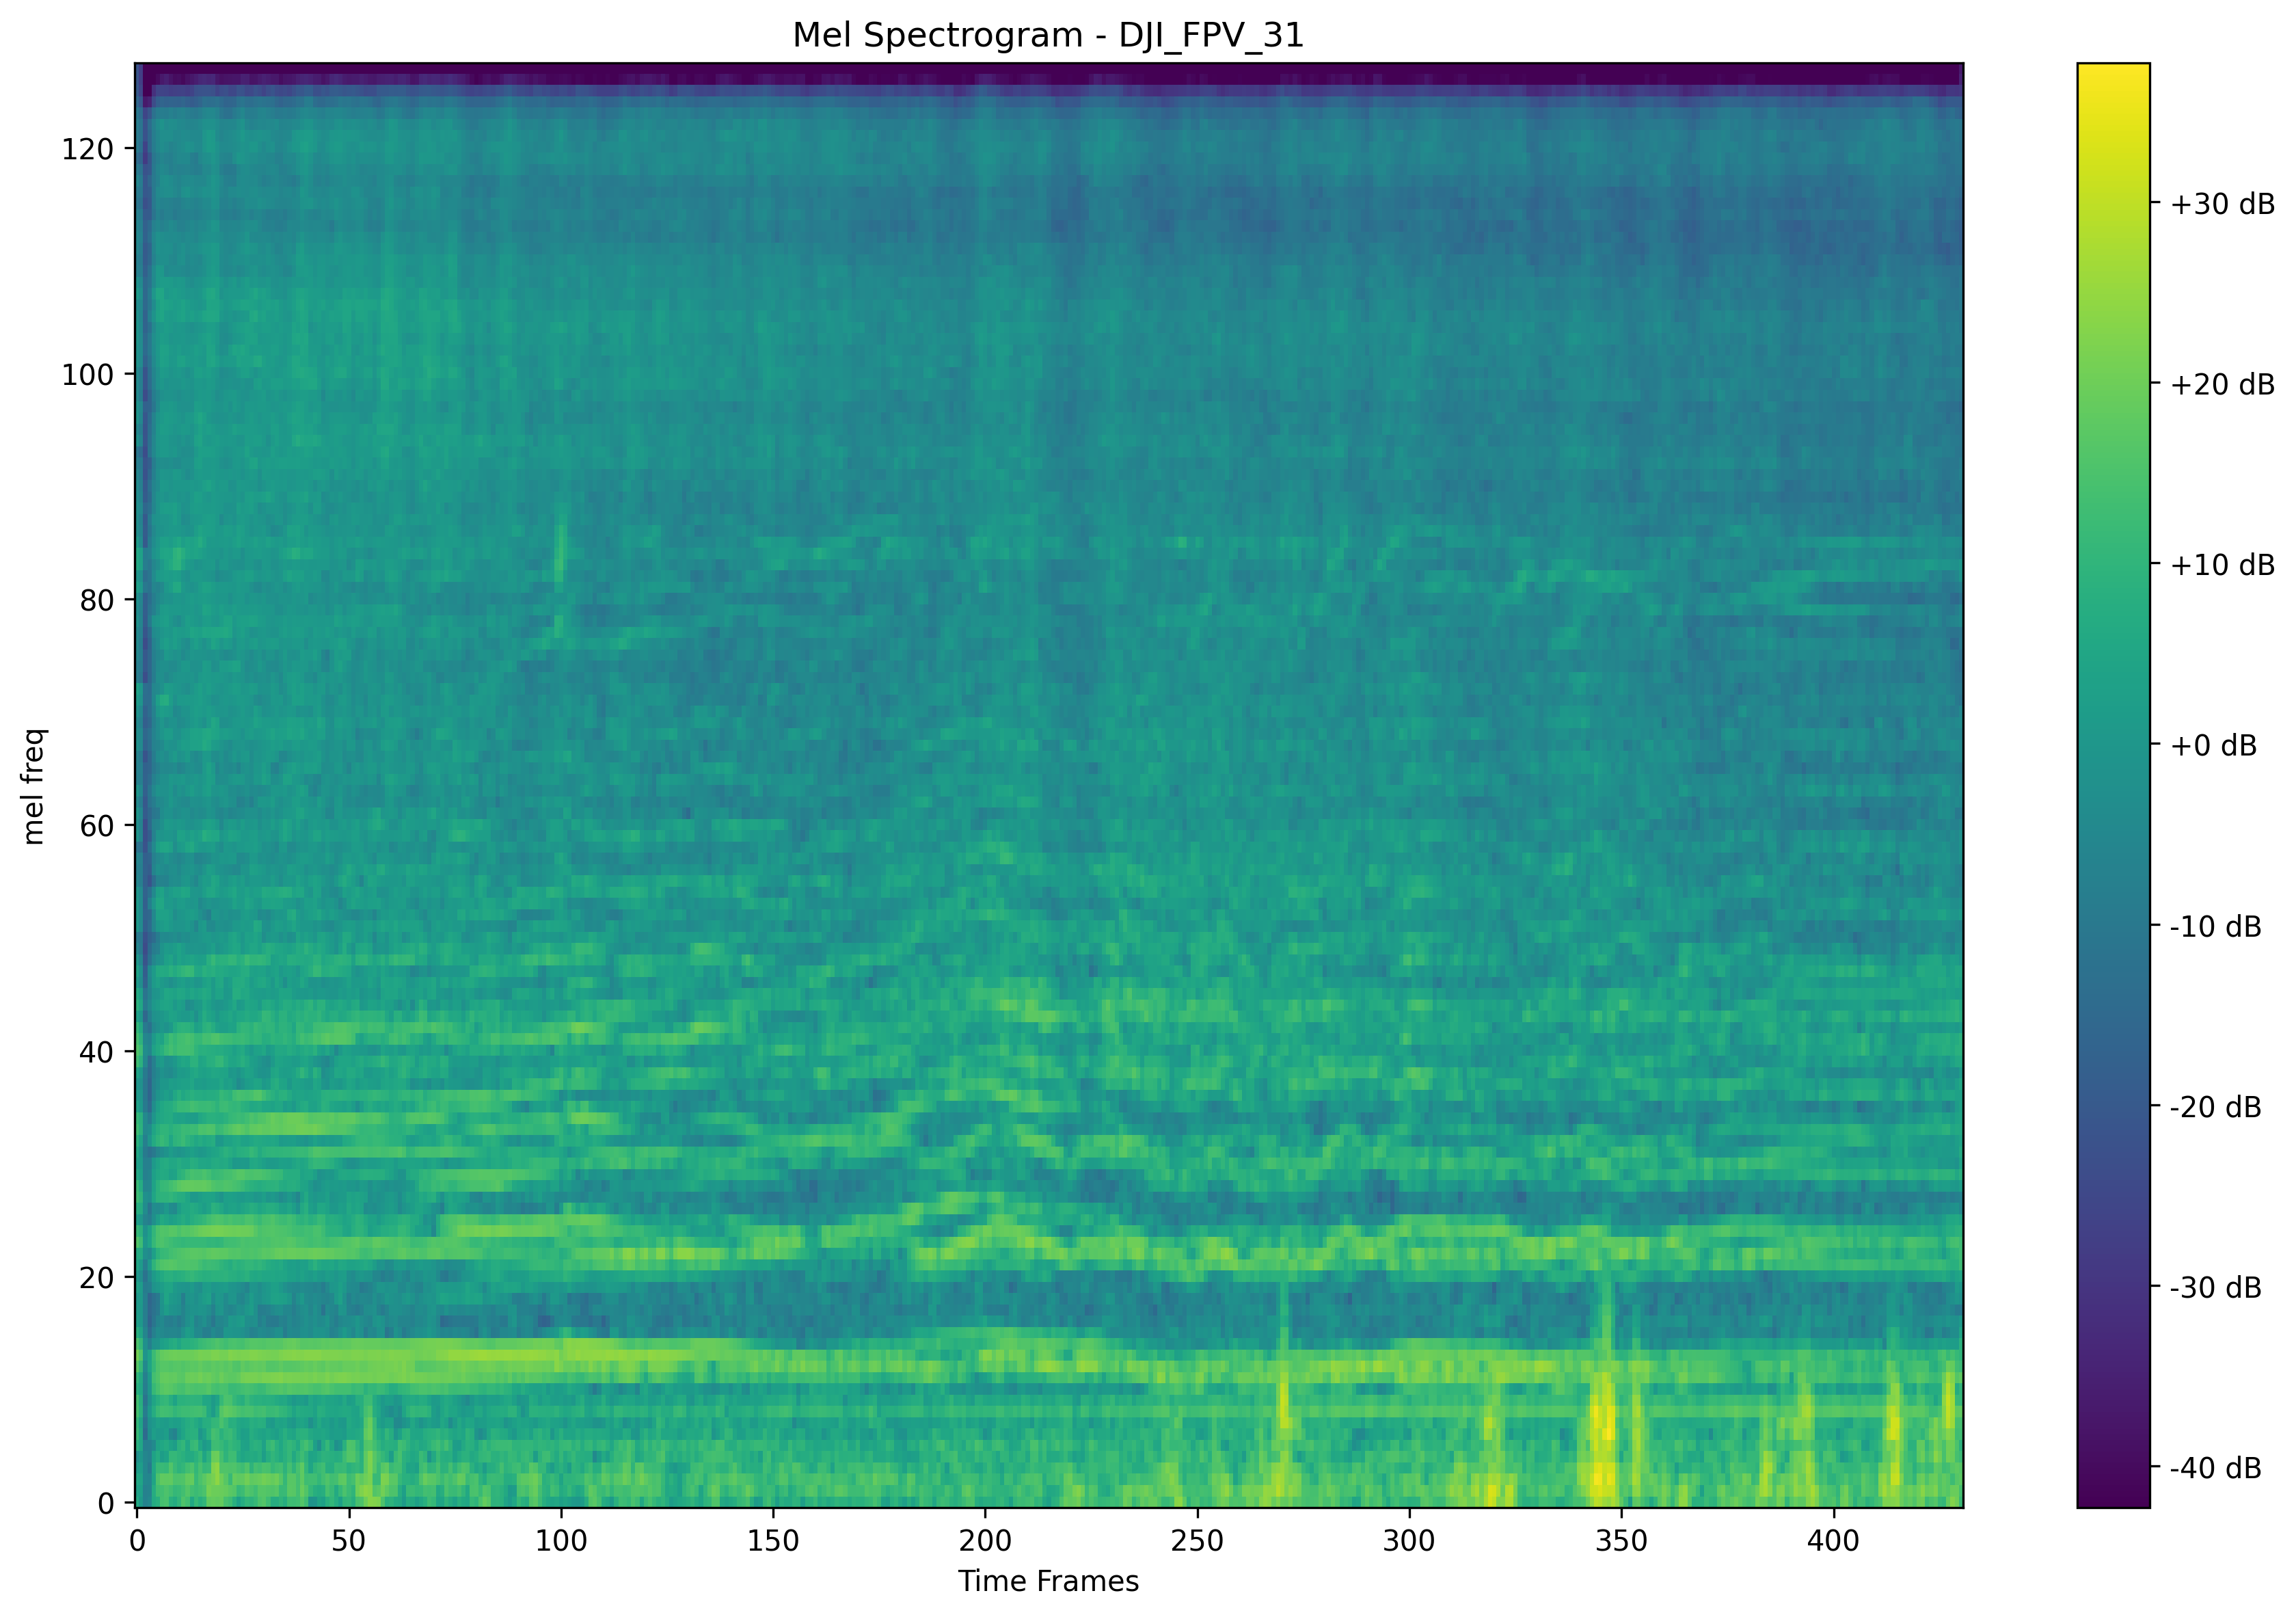 Mel Spectrogram - DJI_FPV_31
120
100
80
60
40
20
0
mel freq
0 50 100 150 200 250 300 350 400
Time Frames
+30 dB
+20 dB
+10 dB
+0 dB
-10 dB
-20 dB
-30 dB
-40 dB